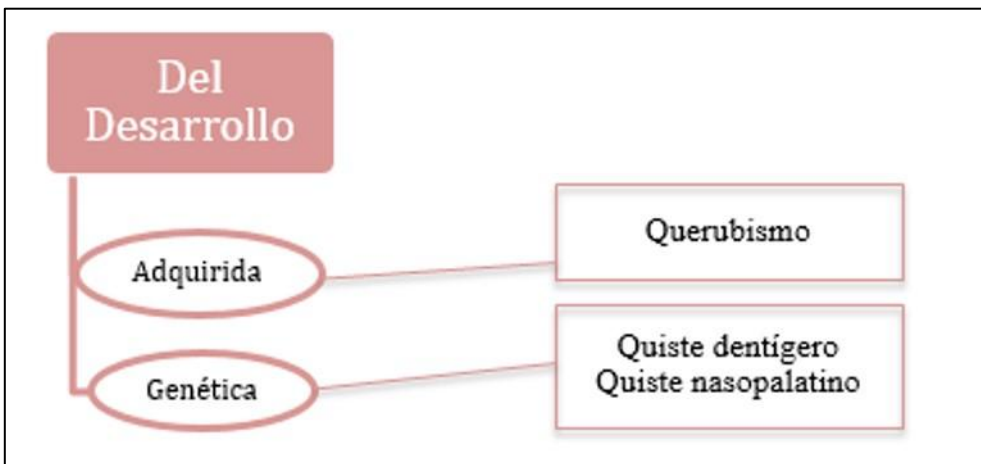 Del
Desarrollo
Adquirida
Querubismo
Genética
Quiste dentígero
Quiste nasopalatino